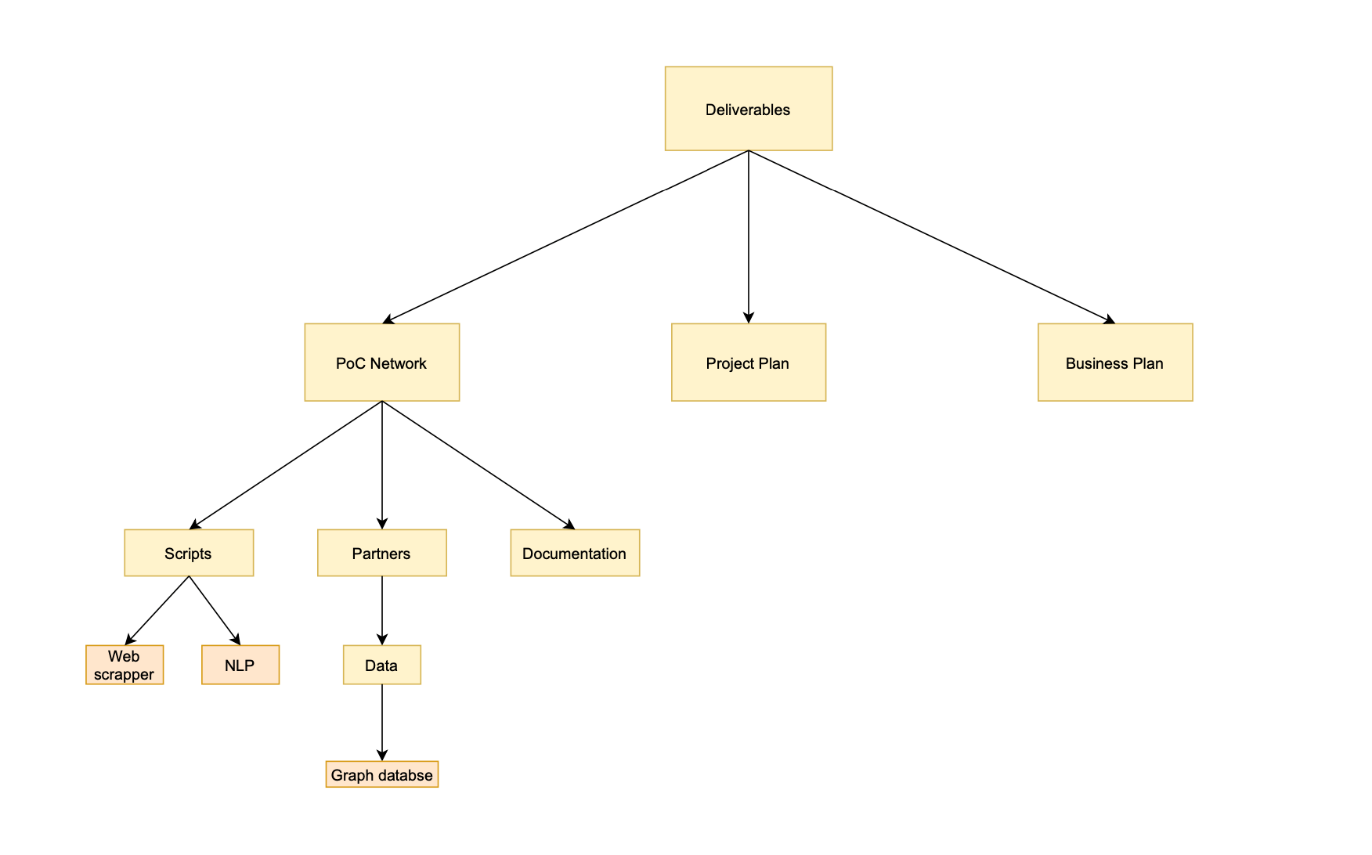 Deliverables
PoC Network
Project Plan
Business Plan
Scripts
Partners
Documentation
Web
scrapper
NLP
Data
Graph databse